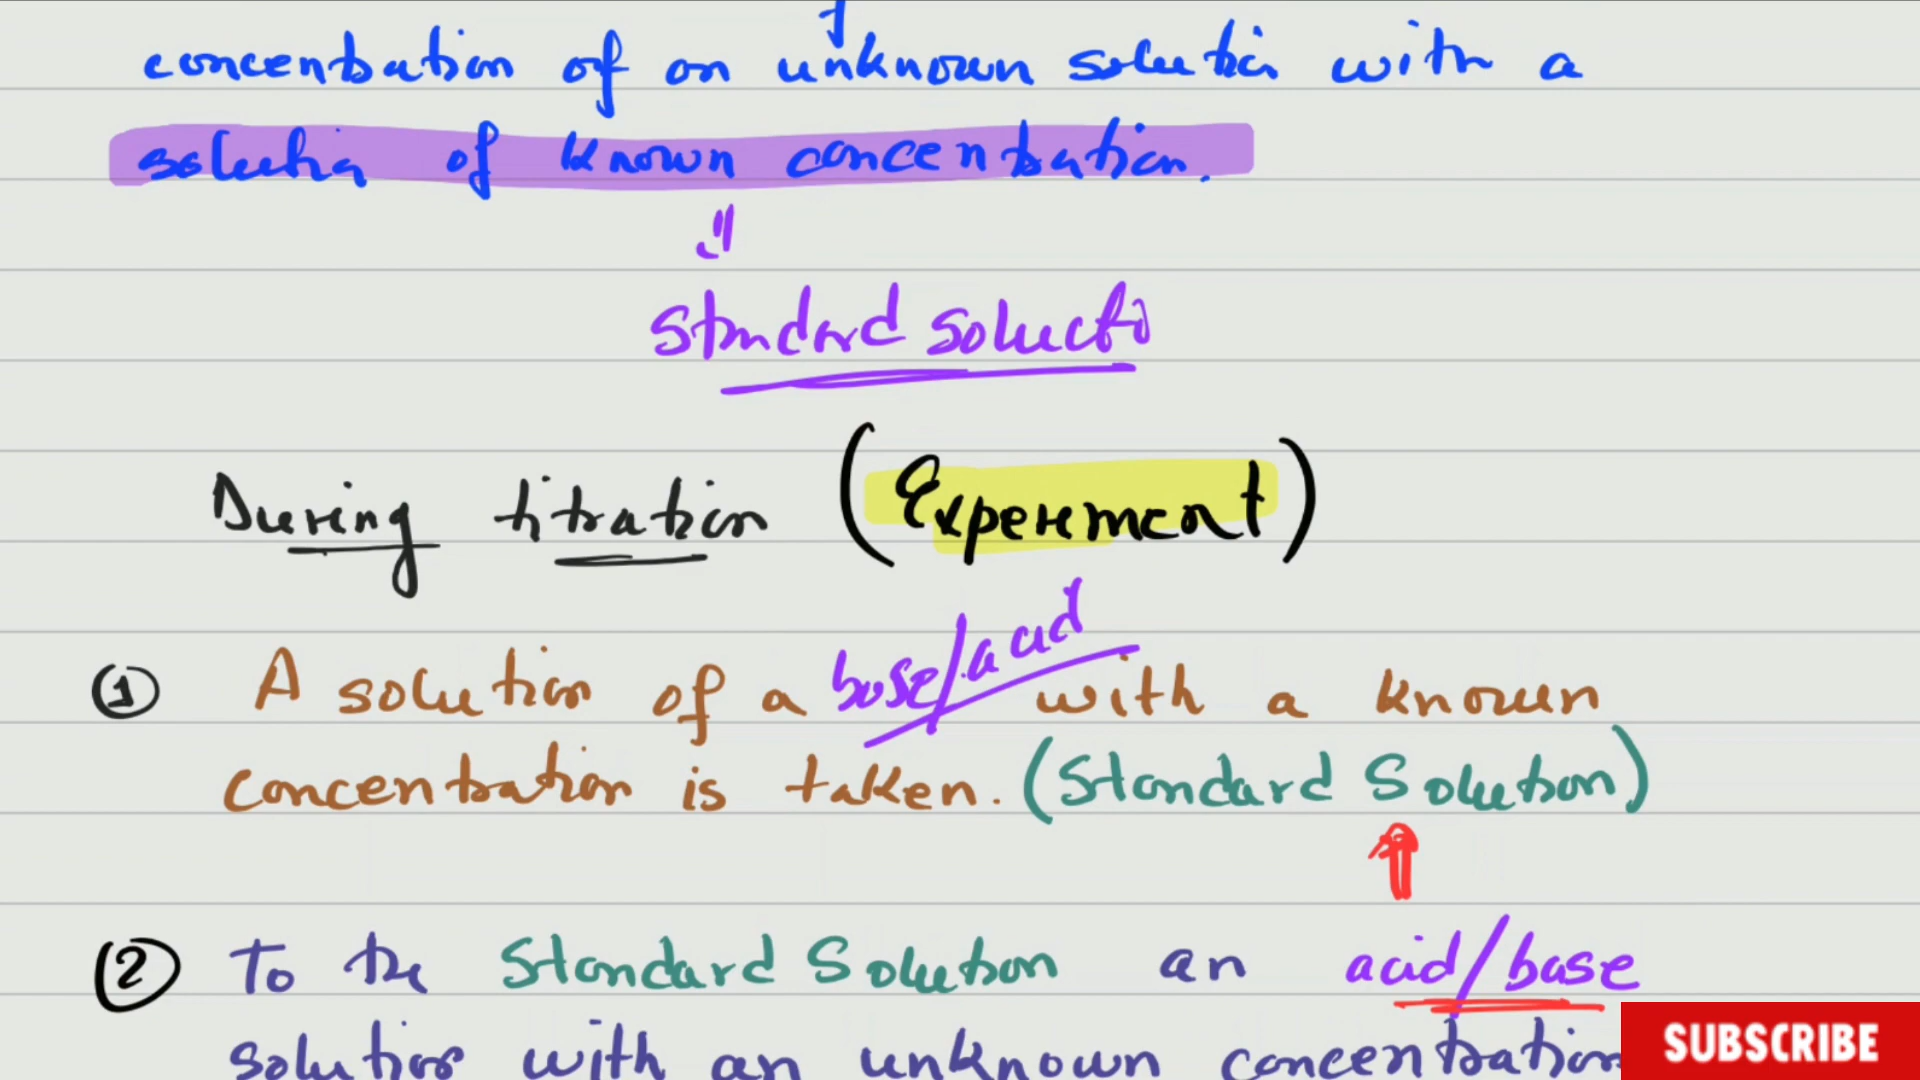 concentration of an unknown solution with a
solution of known concentration.
Standard soluti
During titration (Experiment)
① A solution of a base/acid with a known
concentration is taken. (Standard Solution)
② To the Standard Solution an acid/base
solution with an unknown concentration
SUBSCRIBE